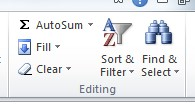 Σ AutoSum
Fill
Clear
A
Z
Sort &
Filter
Find &
Select
Editing